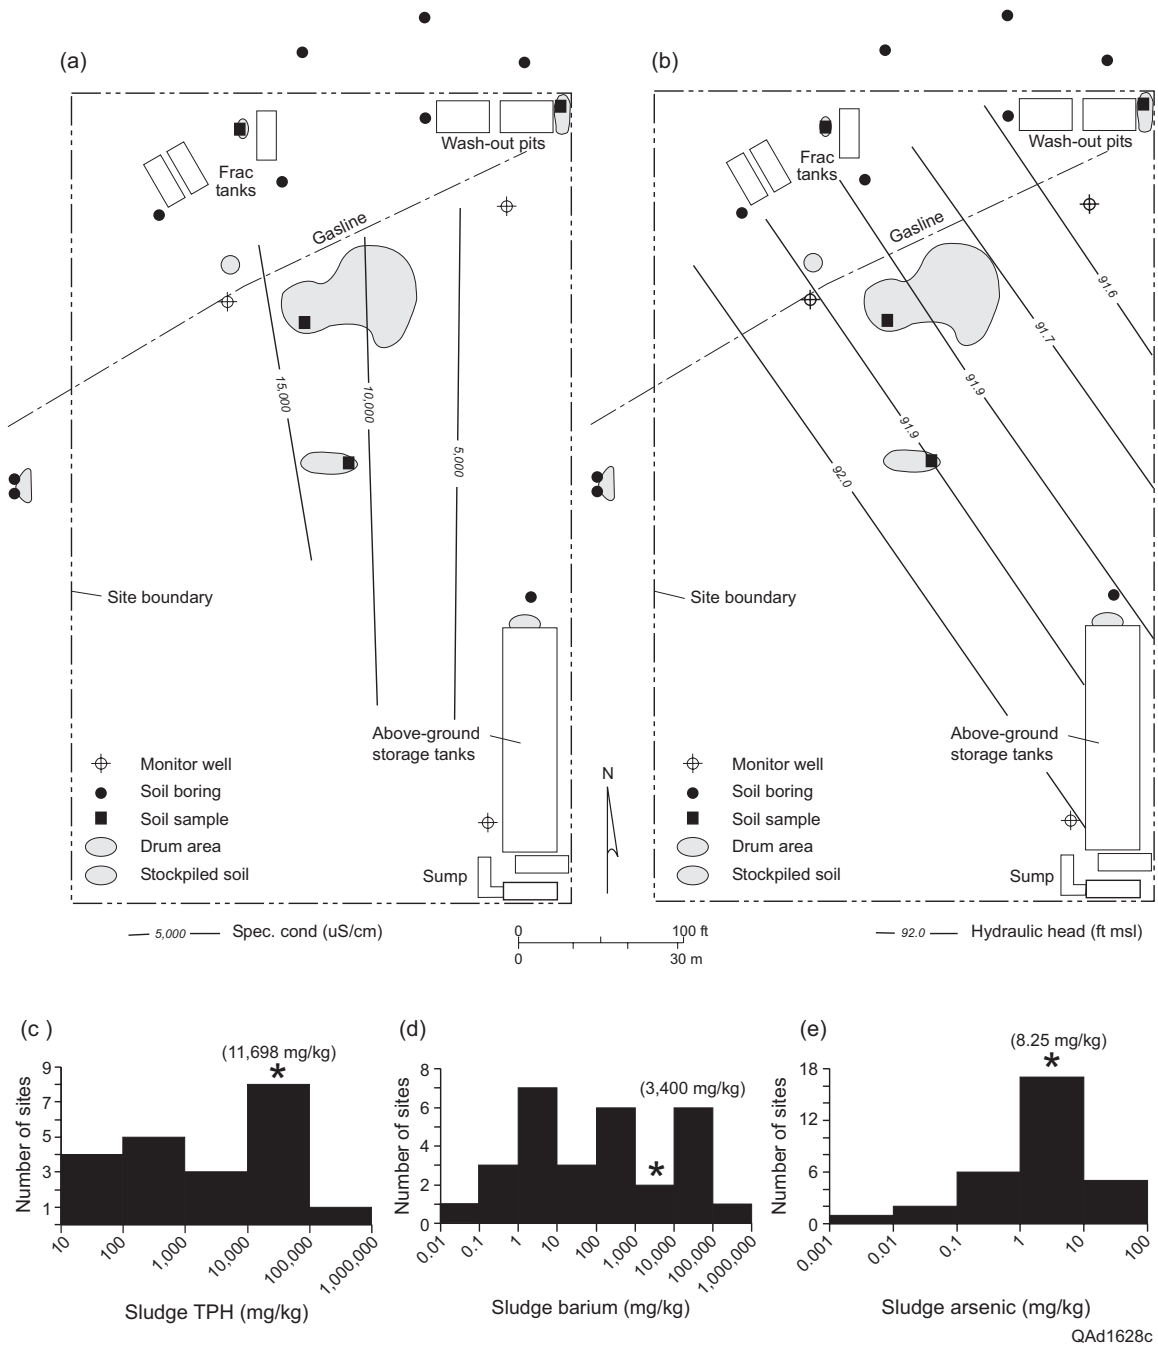 (a)
Wash-out pits
Frac
tanks
Gasline
15,000
10,000
5,000
Site boundary
Above-ground
storage tanks
Monitor well
Soil boring
Soil sample
Drum area
Stockpiled soil
Sump
5,000 Spec. cond (uS/cm)
N
0 100 ft
0 30 m
(b)
Wash-out pits
Frac
tanks
Gasline
91.6
91.7
91.9
91.9
92.0
Site boundary
Above-ground
storage tanks
Monitor well
Soil boring
Soil sample
Drum area
Stockpiled soil
Sump
92.0 Hydraulic head (ft msl)
(c )
(11,698 mg/kg)
*
Number of sites
9
7
5
3
1
10 100 1,000 10,000 100,000 1,000,000
Sludge TPH (mg/kg)
(d)
(3,400 mg/kg)
*
Number of sites
8
6
4
2
0
0.01 0.1 1 10 100 1,000 10,000 100,000 1,000,000
Sludge barium (mg/kg)
(e)
(8.25 mg/kg)
*
Number of sites
18
12
6
0
0.001 0.01 0.1 1 10 100
Sludge arsenic (mg/kg)
QAd1628c